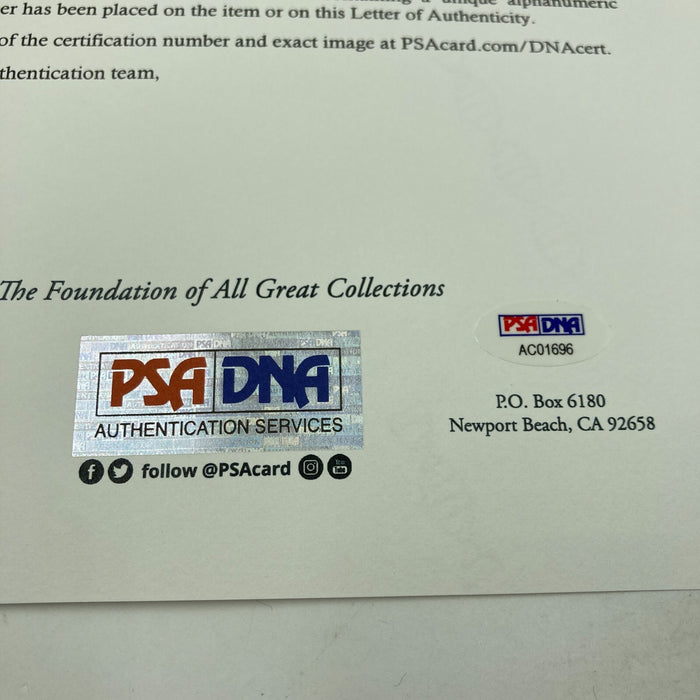 a unique alphanumeric
er has been placed on the item or on this Letter of Authenticity.
of the certification number and exact image at PSAcard.com/DNAcert.
thentication team,
The Foundation of All Great Collections
PSA DNA
AUTHENTICATION SERVICES
follow @PSAcard
PSA DNA
AC01696
P.O. Box 6180
Newport Beach, CA 92658